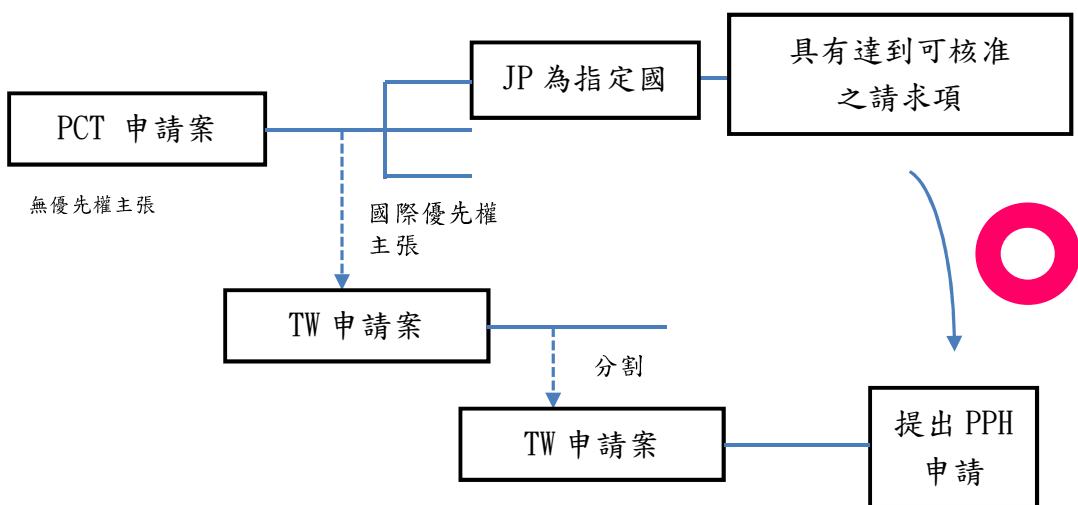 具有達到可核准
之請求項
JP 為指定國
PCT 申請案
無優先權主張
國際優先權
主張
TW 申請案
分割
TW 申請案
提出 PPH
申請